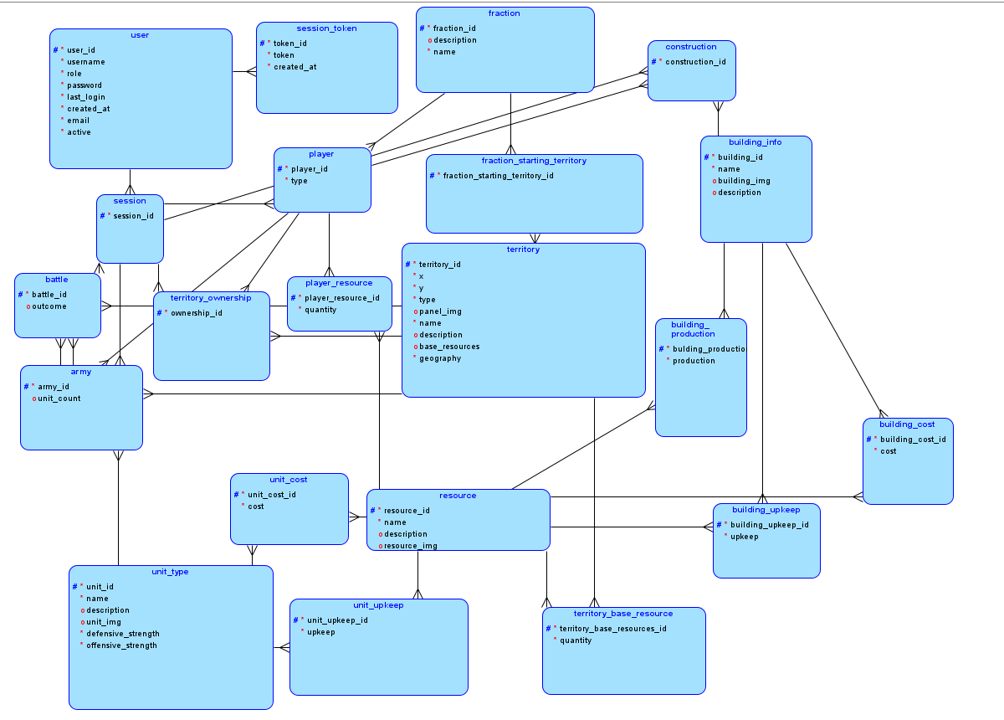 user
# * user_id
* username
* role
* password
* last_login
* created_at
* email
* active
session_token
# * token_id
* token
* created_at
fraction
# * fraction_id
o description
* name
construction
# * construction_id
player
# * player_id
* type
fraction_starting_territory
# * fraction_starting_territory_id
building_info
# * building_id
* name
o building_img
o description
session
# * session_id
battle
# * battle_id
o outcome
territory_ownership
# * ownership_id
player_resource
# * player_resource_id
* quantity
territory
# * territory_id
* x
* y
* type
o panel_img
* name
o description
o base_resources
* geography
building_
production
# * bulding_productio
* production
army
# * army_id
o unit_count
building_cost
# * building_cost_id
* cost
unit_cost
# * unit_cost_id
* cost
resource
# * resource_id
* name
o description
o resource_img
building_upkeep
# * building_upkeep_id
* upkeep
unit_type
# * unit_id
* name
o description
o unit_img
* defensive_strength
* offensive_strength
unit_upkeep
# * unit_upkeep_id
* upkeep
territory_base_resource
# * territory_base_resources_id
* quantity